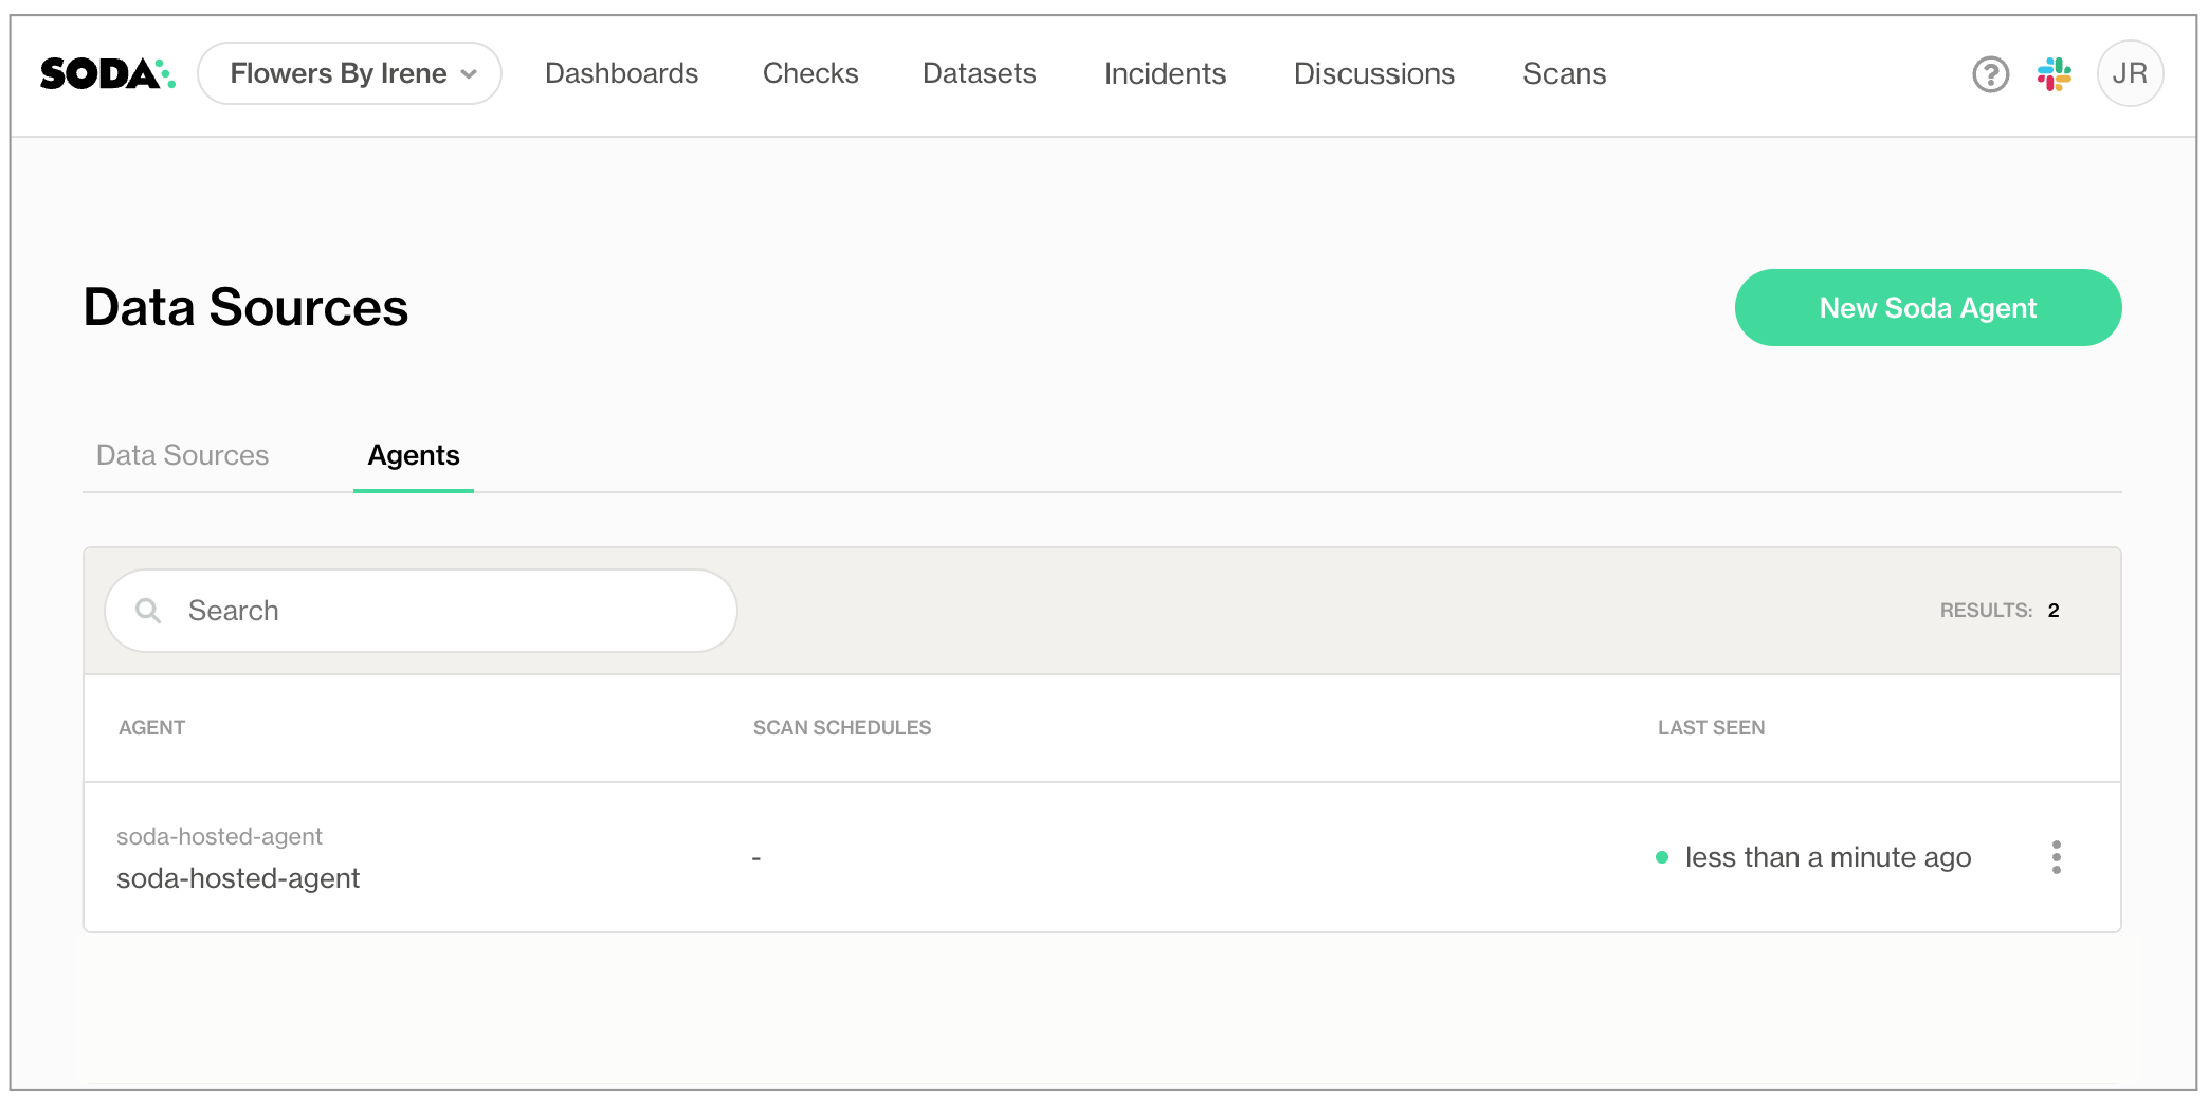 SODA
Flowers By Irene
Dashboards
Checks
Datasets
Incidents
Discussions
Scans
?
JR
Data Sources
New Soda Agent
Data Sources
Agents
Search
RESULTS: 2
AGENT
SCAN SCHEDULES
LAST SEEN
soda-hosted-agent
soda-hosted-agent
-
less than a minute ago